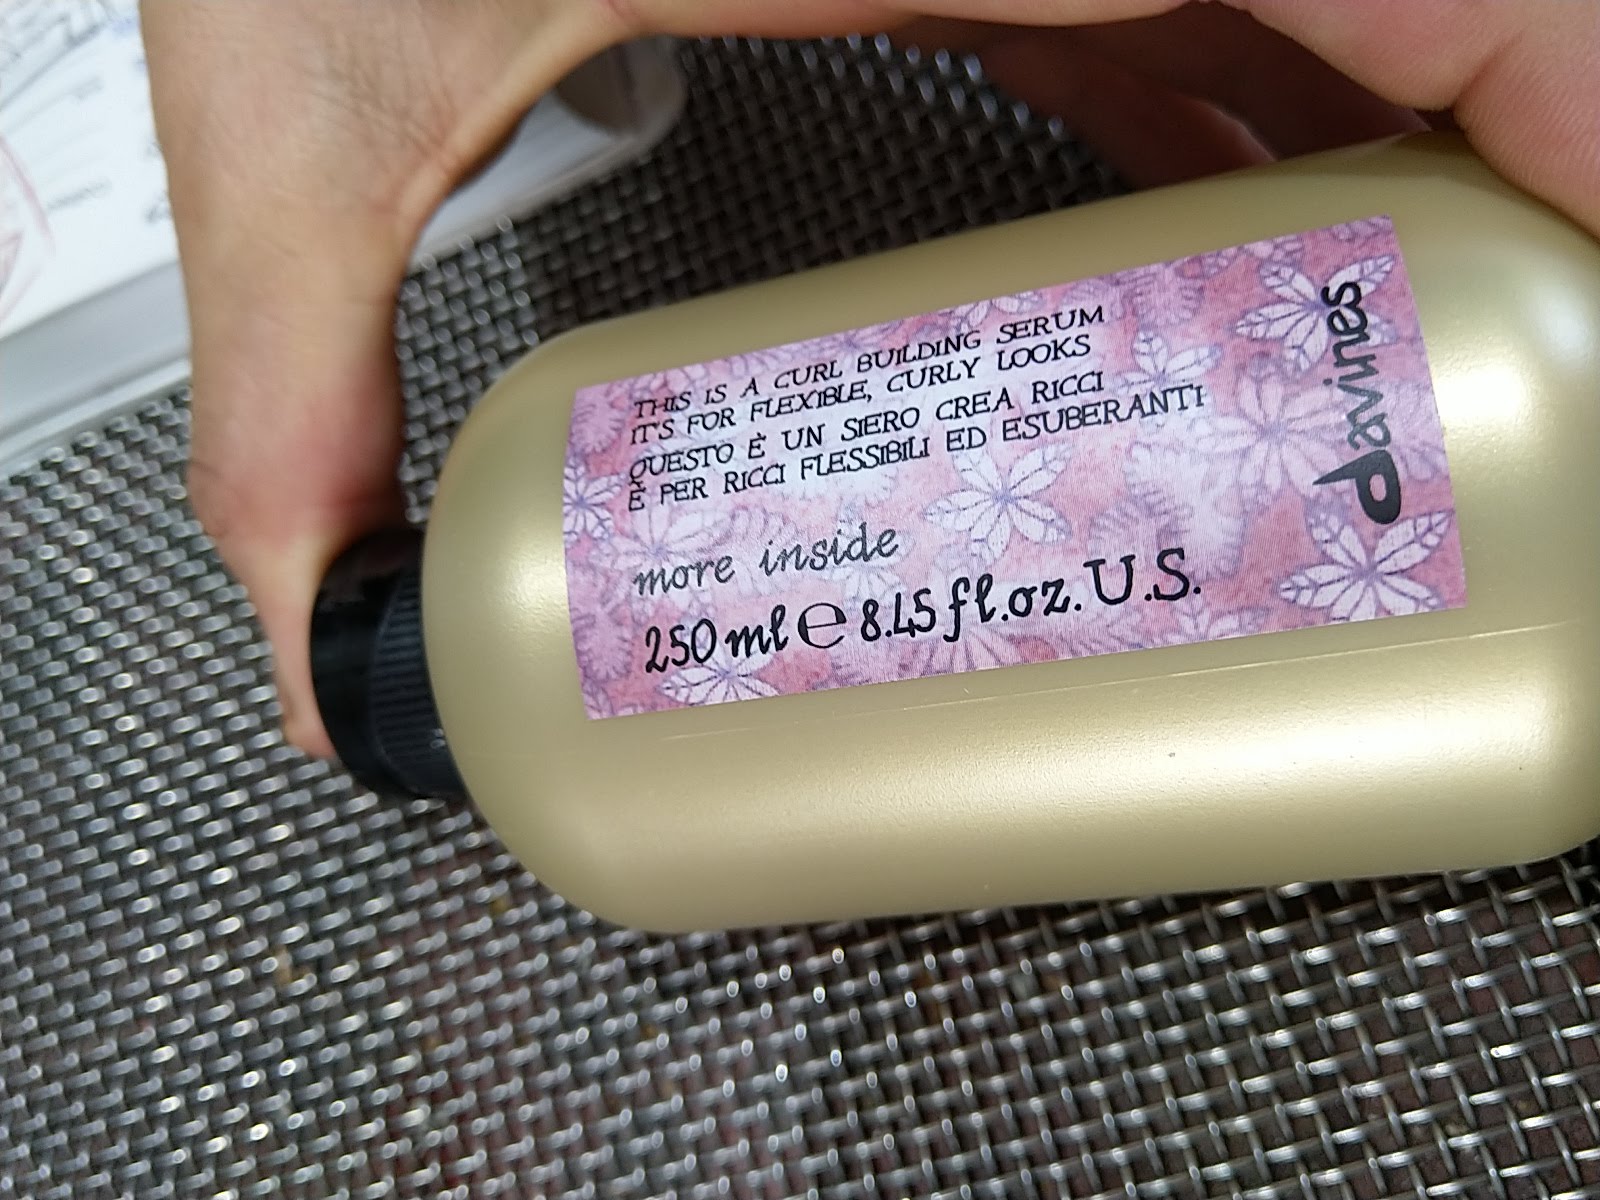 THIS IS A CURL BUILDING SERUM
IT'S FOR FLEXIBLE, CURLY LOOKS
QUESTO È UN SIERO CREA RICCI
È PER RICCI FLESSIBILI ED ESUBERANTI
more inside
250 ml e 8.45 fl.oz. U.S.
davines